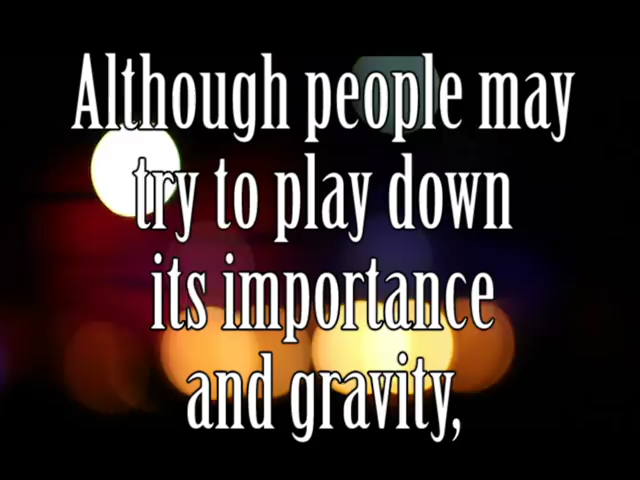 Although people may
try to play down
its importance
and gravity,